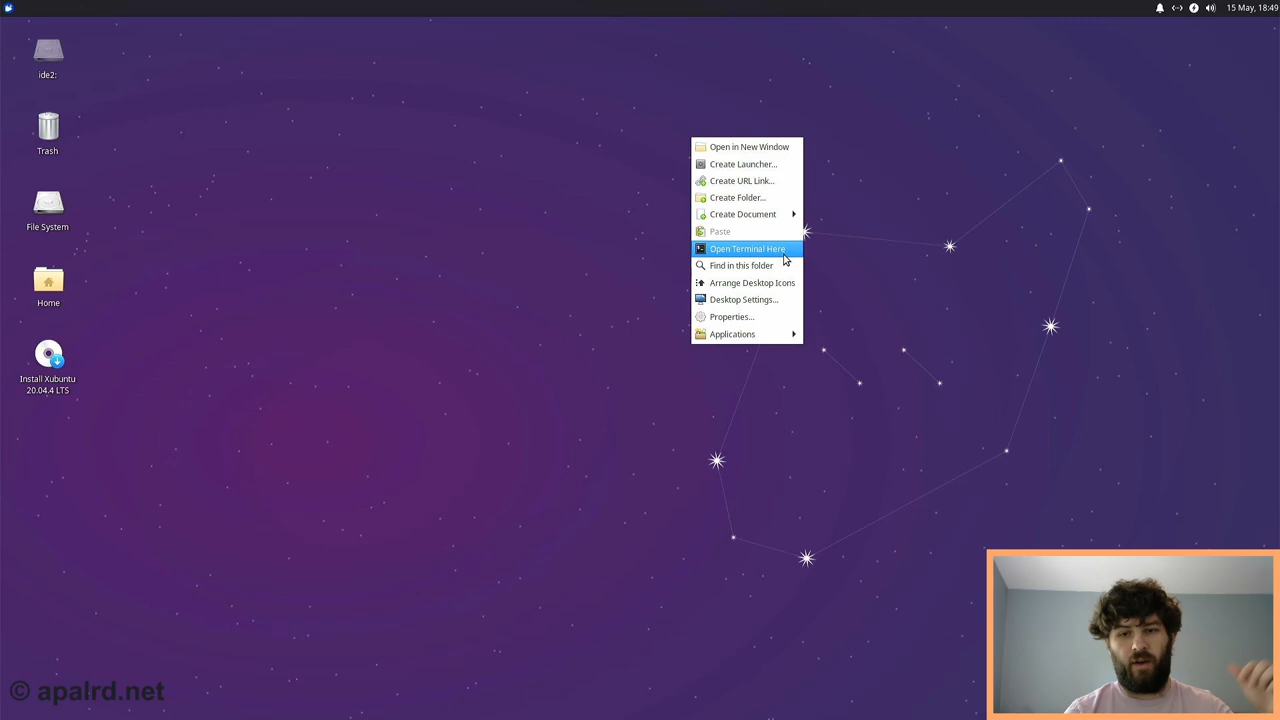 15 May, 18:49
ide2:
Trash
File System
Home
Install Xubuntu
20.04.4 LTS
Open in New Window
Create Launcher...
Create URL Link...
Create Folder...
Create Document
Paste
Open Terminal Here
Find in this folder
Arrange Desktop Icons
Desktop Settings...
Properties...
Applications
© apalrd.net